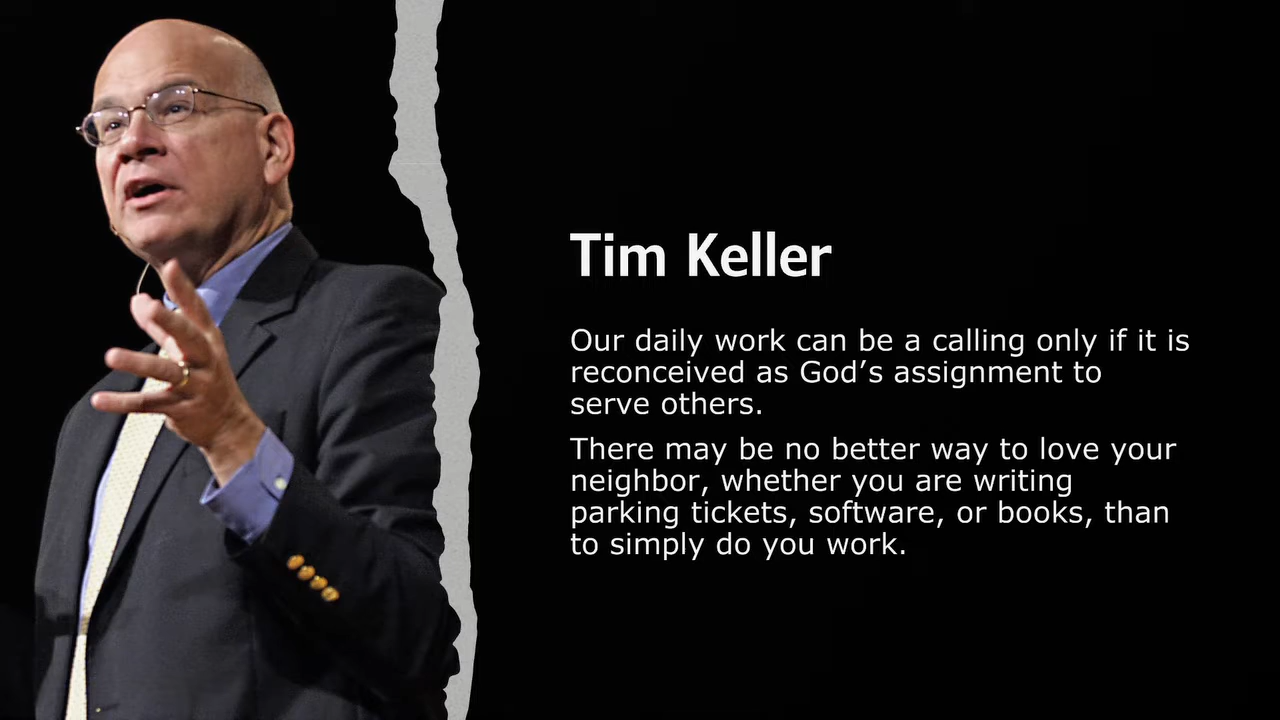 Tim Keller
Our daily work can be a calling only if it is
reconceived as God’s assignment to
serve others.
There may be no better way to love your
neighbor, whether you are writing
parking tickets, software, or books, than
to simply do you work.